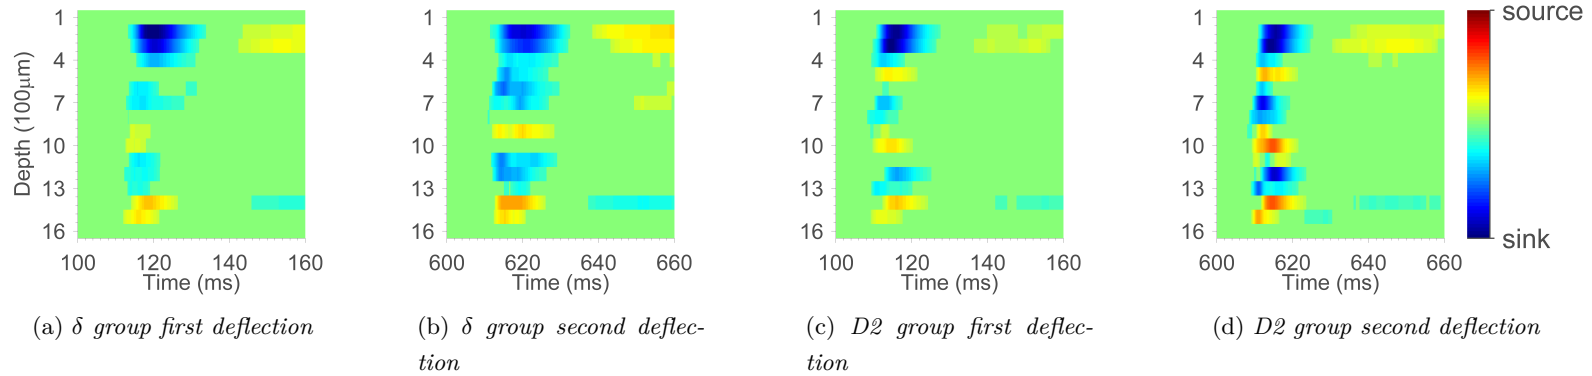 1
4
7
10
13
16
Depth (100µm)
100 120 140 160
Time (ms)
1
4
7
10
13
16
600 620 640 660
Time (ms)
1
4
7
10
13
16
100 120 140 160
Time (ms)
1
4
7
10
13
16
600 620 640 660
Time (ms)
source
sink
(a) δ group first deflection
(b) δ group second deflec-
tion
(c) D2 group first deflec-
tion
(d) D2 group second deflection